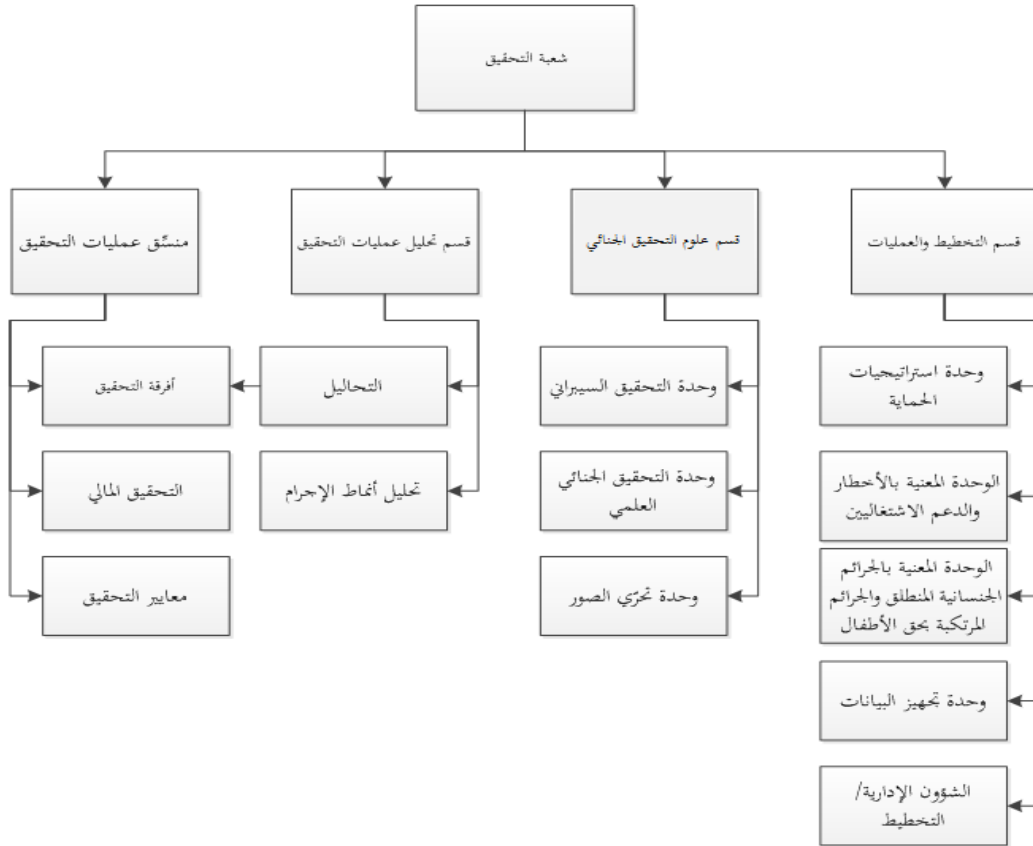 شعبة التحقيق
قسم التخطيط والعمليات
قسم علوم التحقيق الجنائي
قسم تحليل عمليات التحقيق
منسّق عمليات التحقيق
وحدة استراتيجيات
الحماية
وحدة التحقيق السيبراني
التحاليل
أفرقة التحقيق
الوحدة المعنية بالأخطار
والدعم الاشتغاليين
وحدة التحقيق الجنائي
العلمي
تحليل أنماط الإجرام
التحقيق المالي
الوحدة المعنية بالجرائم
الجنسانية المنطلق والجرائم
المرتكبة بحق الأطفال
وحدة تحرّي الصور
معايير التحقيق
وحدة تجهيز البيانات
الشؤون الإدارية/
التخطيط